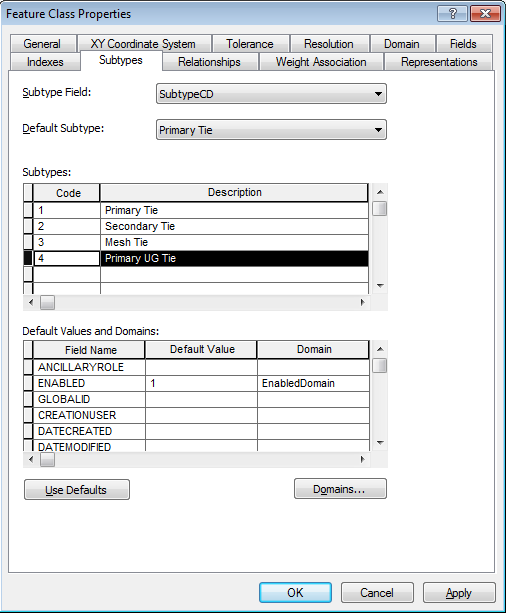 Feature Class Properties
General XY Coordinate System Tolerance Resolution Domain Fields
Indexes Subtypes Relationships Weight Association Representations
Subtype Field: SubtypeCD
Default Subtype: Primary Tie
Subtypes:
Code Description
1 Primary Tie
2 Secondary Tie
3 Mesh Tie
4 Primary UG Tie
Default Values and Domains:
Field Name Default Value Domain
ANCILLARYROLE
ENABLED 1 EnabledDomain
GLOBALID
CREATIONUSER
DATECREATED
DATEMODIFIED
Use Defaults Domains...
OK Cancel Apply